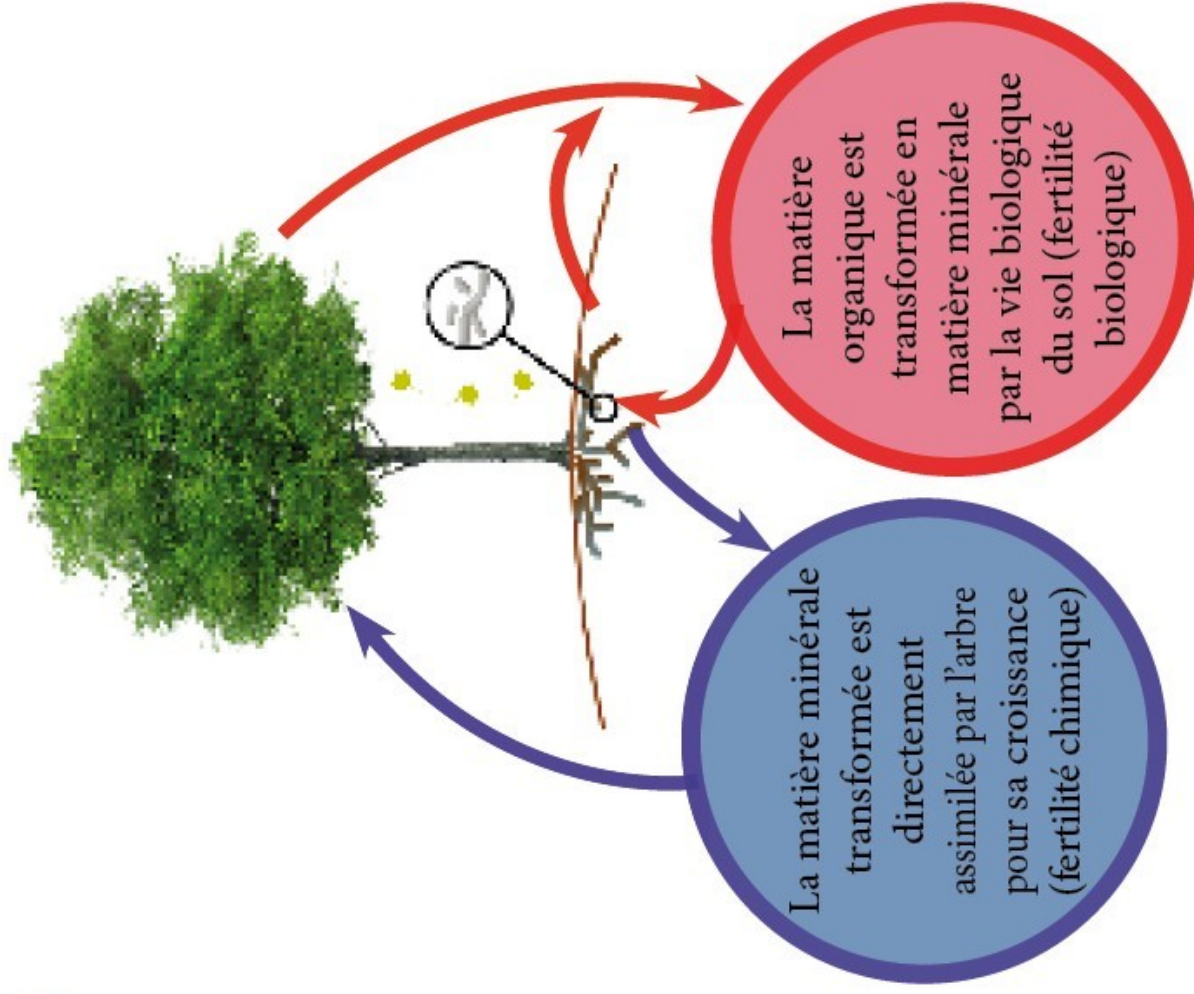 La matière
organique est
transformée en
matière minérale
par la vie biologique
du sol (fertilité
biologique)
La matière minérale
transformée est
directement
assimilée par l'arbre
pour sa croissance
(fertilité chimique)